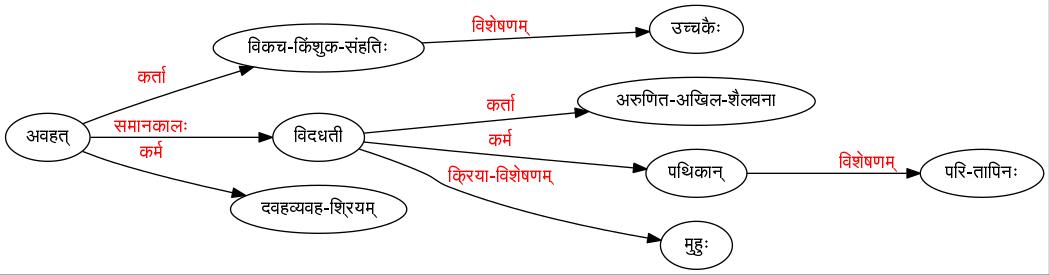 विशेषणम्
उच्चकैः
विकच-किंशुक-संहतिः
कर्ता
अरुणित-अखिल-शैलवना
कर्ता
अवहत्
समानकालः
विदधती
कर्म
कर्म
विशेषणम्
पथिकान्
परि-तापिनः
क्रिया-विशेषणम्
दवहव्यवह-श्रियम्
मुहुः